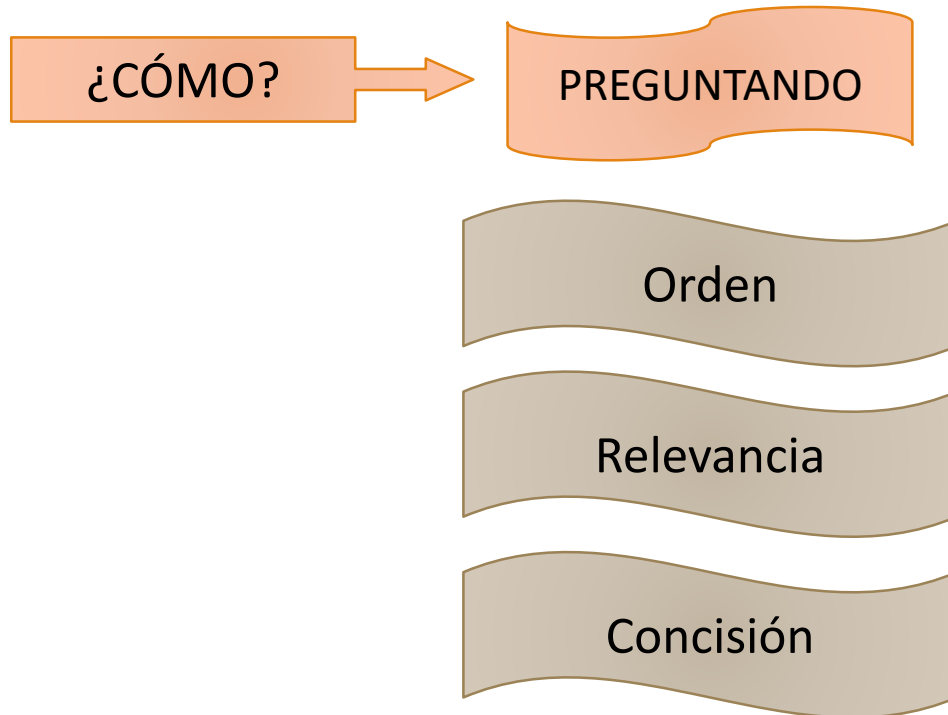 ¿CÓMO?
PREGUNTANDO
Orden
Relevancia
Concisión